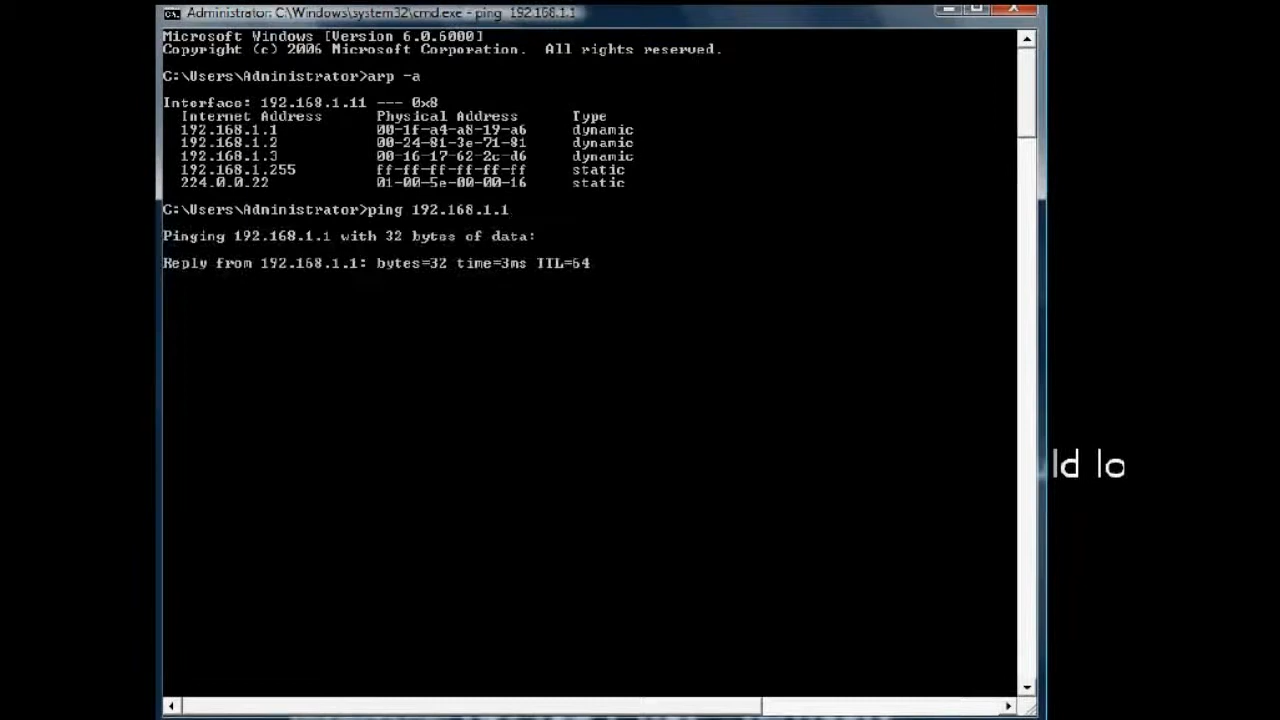 Administrator: C:\Windows\system32\cmd.exe - ping 192.168.1.1
Microsoft Windows [Version 6.0.6000]
Copyright (c) 2006 Microsoft Corporation.  All rights reserved.
C:\Users\Administrator>arp -a
Interface: 192.168.1.11 --- 0x8
Internet Address Physical Address Type
192.168.1.1 00-1f-a4-a8-19-a6 dynamic
192.168.1.2 00-24-81-3e-71-81 dynamic
192.168.1.3 00-16-17-62-2c-d6 dynamic
192.168.1.255 ff-ff-ff-ff-ff-ff static
224.0.0.22 01-00-5e-00-00-16 static
C:\Users\Administrator>ping 192.168.1.1
Pinging 192.168.1.1 with 32 bytes of data:
Reply from 192.168.1.1: bytes=32 time=3ms TTL=64
ld lo